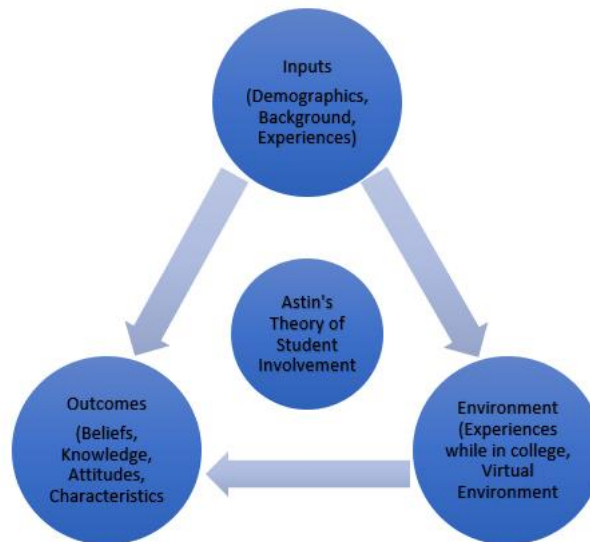 Inputs
(Demographics,
Background,
Experiences)
Astin's
Theory of
Student
Involvement
Outcomes
(Beliefs,
Knowledge,
Attitudes,
Characteristics
Environment
(Experiences
while in college,
Virtual
Environment